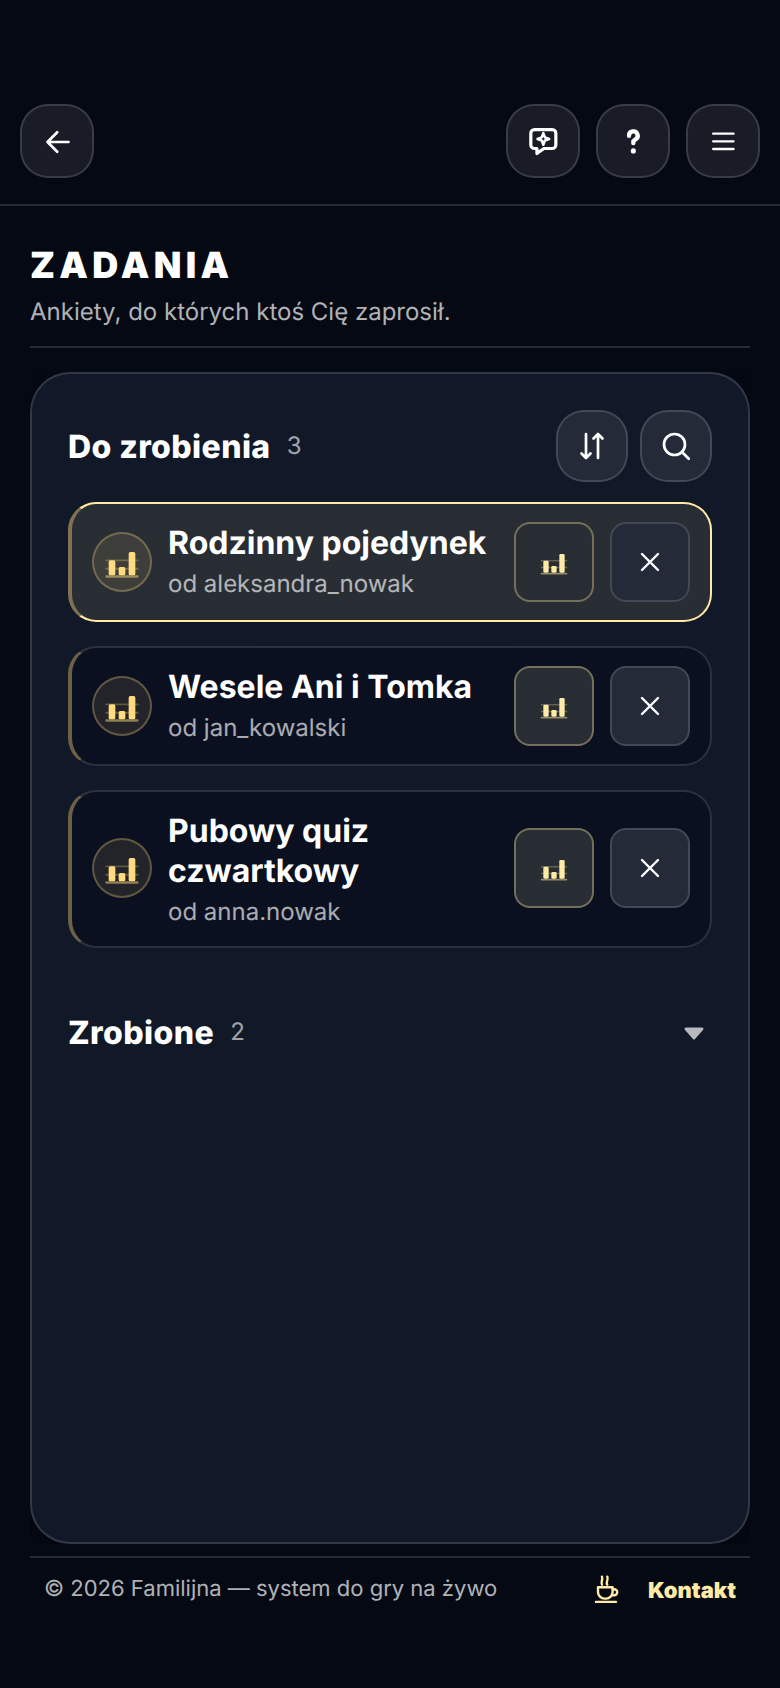 ZADANIA
Ankiety, do których ktoś Cię zaprosił.
Do zrobienia 3
Rodzinny pojedynek
od aleksandra_nowak
Wesele Ani i Tomka
od jan_kowalski
Pubowy quiz
czwartkowy
od anna.nowak
Zrobione 2
© 2026 Familijna — system do gry na żywo Kontakt